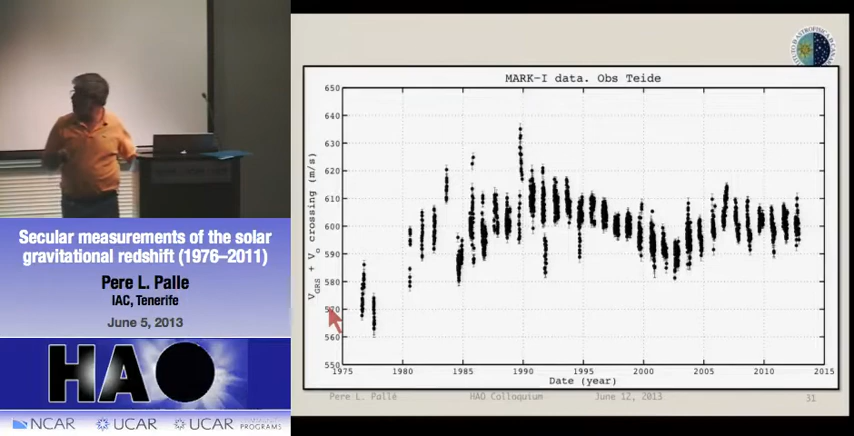 Secular measurements of the solar
gravitational redshift (1976–2011)
Pere L. Palle
IAC, Tenerife
June 5, 2013
HAO
NCAR
UCAR
UCAR
PROGRAMS
MARK-I data. Obs Teide
650
640
630
620
610
600
590
580
570
560
550
V_GRS + V_o crossing (m/s)
1975 1980 1985 1990 1995 2000 2005 2010 2015
Date (year)
Pere L. Pallé HAO Colloquium June 12, 2013 31